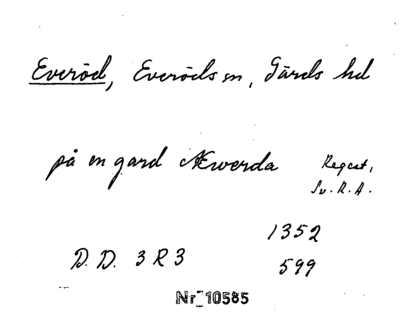 Everöd, Everöds sn, Gärds hd
på en gard Æwerda Regest,
Sv. R. A.
1352
D. D. 3 R 3 599
Nr 10585